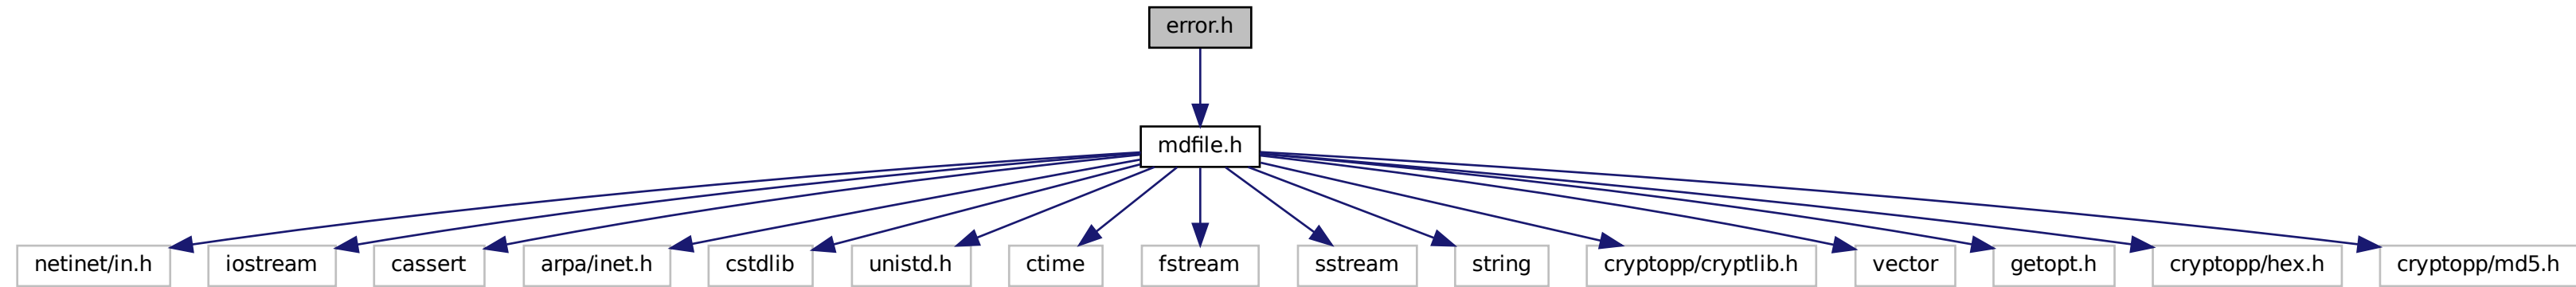 error.h
mdfile.h
netinet/in.h
iostream
cassert
arpa/inet.h
cstdlib
unistd.h
ctime
fstream
sstream
string
cryptopp/cryptlib.h
vector
getopt.h
cryptopp/hex.h
cryptopp/md5.h